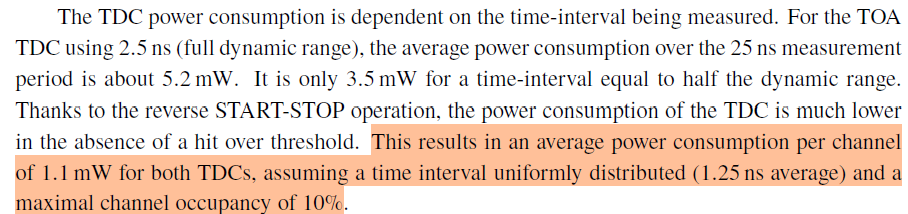 The TDC power consumption is dependent on the time-interval being measured. For the TOA
TDC using 2.5 ns (full dynamic range), the average power consumption over the 25 ns measurement
period is about 5.2 mW. It is only 3.5 mW for a time-interval equal to half the dynamic range.
Thanks to the reverse START-STOP operation, the power consumption of the TDC is much lower
in the absence of a hit over threshold. This results in an average power consumption per channel
of 1.1 mW for both TDCs, assuming a time interval uniformly distributed (1.25 ns average) and a
maximal channel occupancy of 10%.